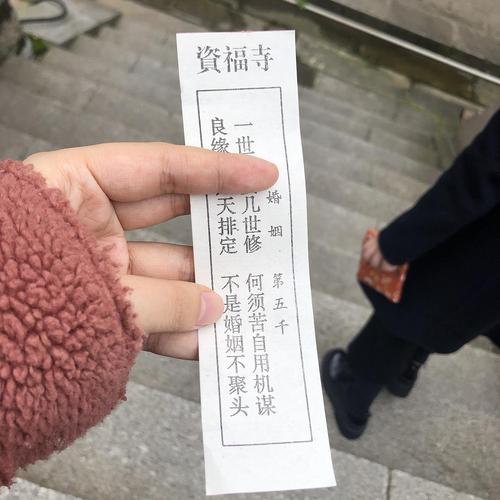 資福寺
婚姻 第五千
一世几世修 何须苦自用机谋
良缘天排定 不是婚姻不聚头